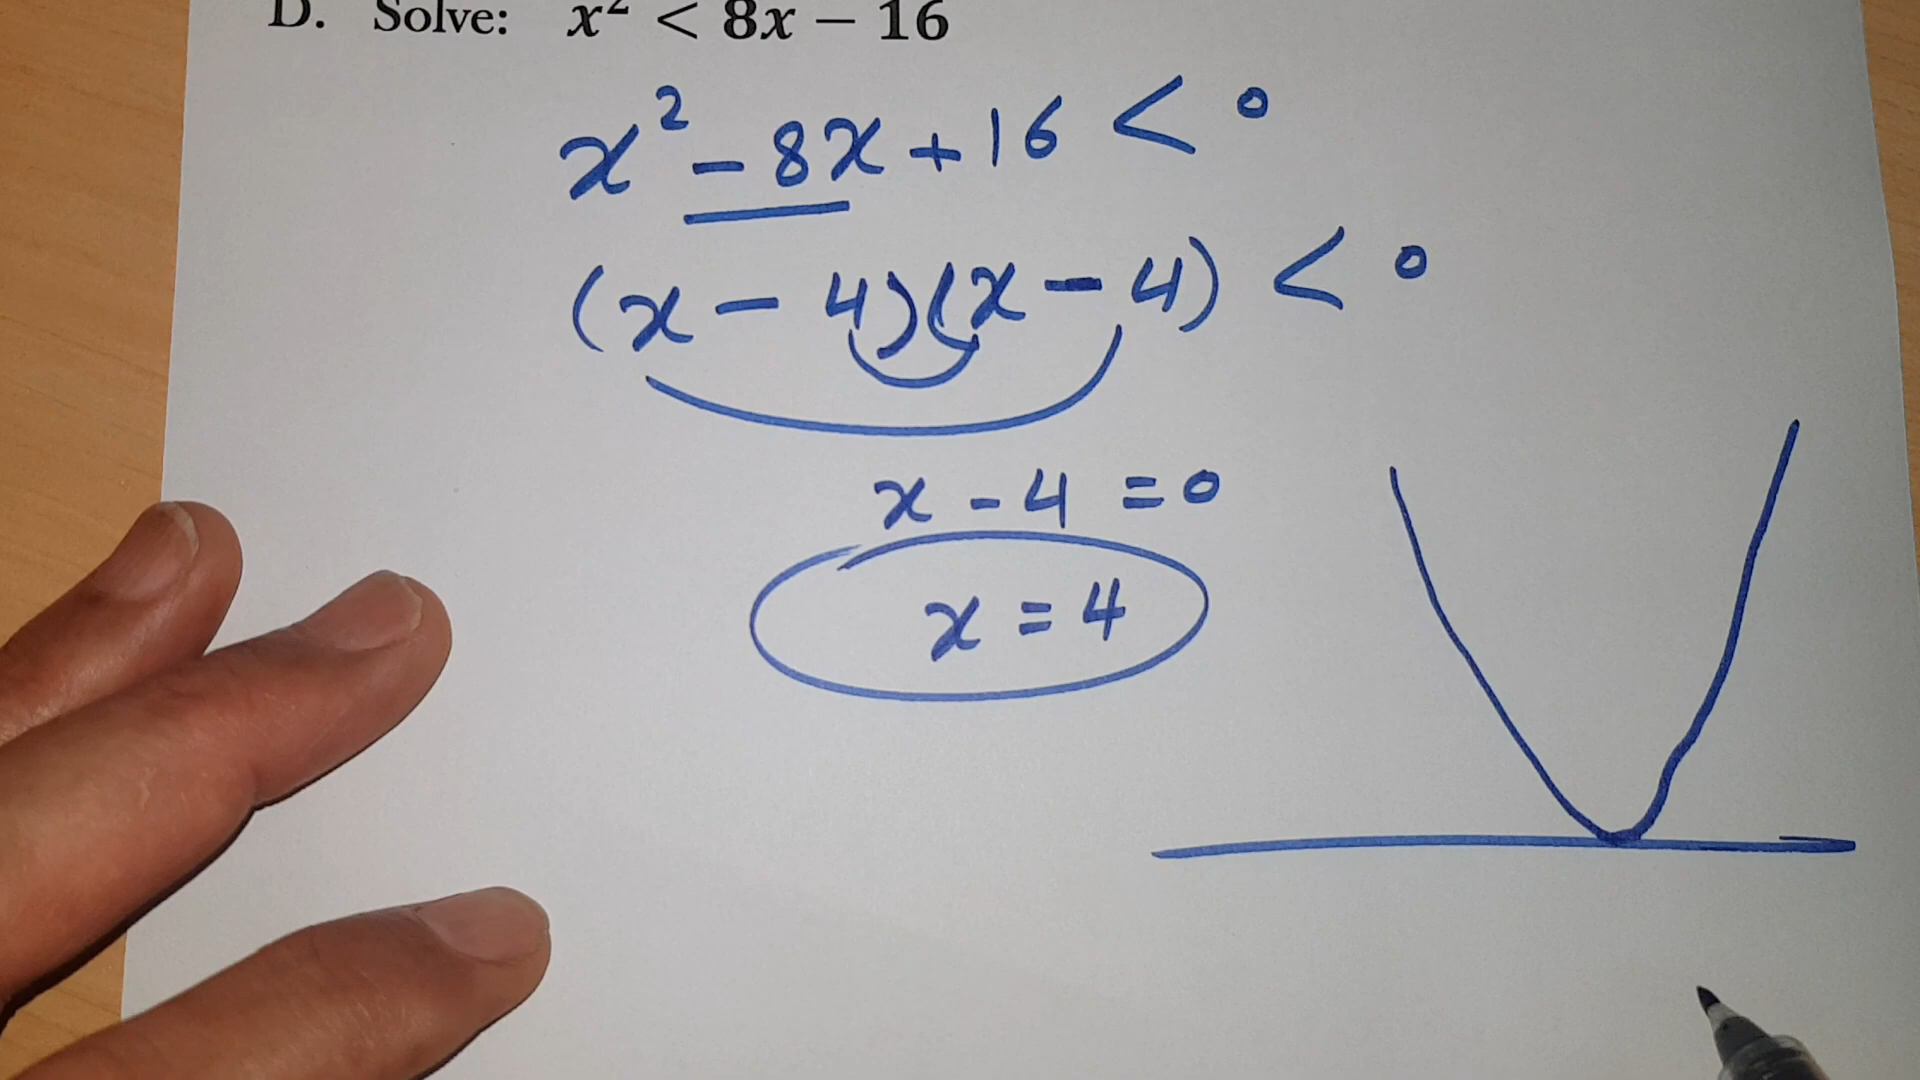 D. Solve: x² < 8x − 16
x² − 8x + 16 < 0
(x − 4)(x − 4) < 0
x − 4 = 0
x = 4